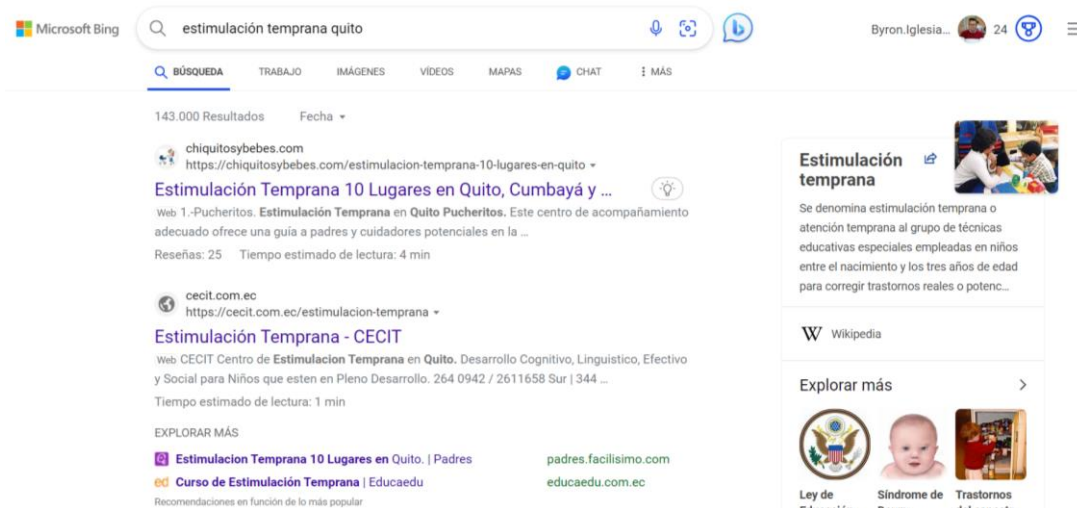 Microsoft Bing
estimulación temprana quito
Byron.Iglesia...
24
BÚSQUEDA
TRABAJO
IMÁGENES
VÍDEOS
MAPAS
CHAT
MÁS
143.000 Resultados
Fecha
chiquitosybebes.com
https://chiquitosybebes.com/estimulacion-temprana-10-lugares-en-quito
Estimulación Temprana 10 Lugares en Quito, Cumbayá y ...
Web 1.-Pucheritos. Estimulación Temprana en Quito Pucheritos. Este centro de acompañamiento
adecuado ofrece una guía a padres y cuidadores potenciales en la ...
Reseñas: 25 Tiempo estimado de lectura: 4 min
cecit.com.ec
https://cecit.com.ec/estimulacion-temprana
Estimulación Temprana - CECIT
Web CECIT Centro de Estimulacion Temprana en Quito. Desarrollo Cognitivo, Linguistico, Efectivo
y Social para Niños que esten en Pleno Desarrollo. 264 0942 / 2611658 Sur | 344 ...
Tiempo estimado de lectura: 1 min
EXPLORAR MÁS
Estimulacion Temprana 10 Lugares en Quito. | Padres
padres.facilisimo.com
ed Curso de Estimulación Temprana | Educaedu
educaedu.com.ec
Recomendaciones en función de lo más popular
Estimulación
temprana
Se denomina estimulación temprana o
atención temprana al grupo de técnicas
educativas especiales empleadas en niños
entre el nacimiento y los tres años de edad
para corregir trastornos reales o potenc...
W Wikipedia
Explorar más
Ley de
Síndrome de
Trastornos